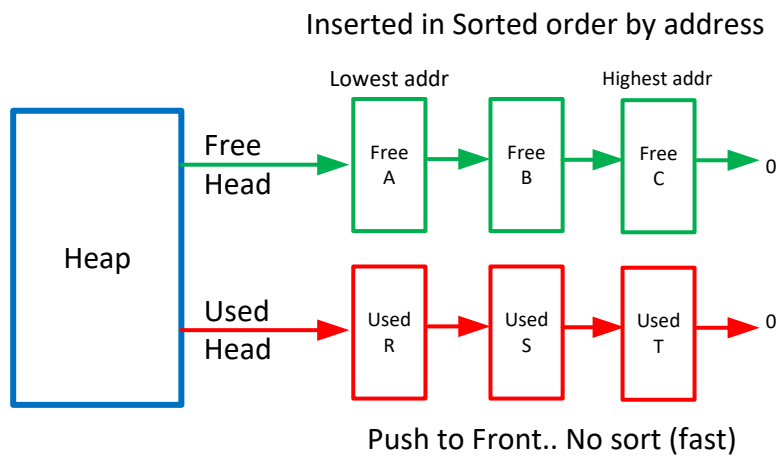 Inserted in Sorted order by address
Lowest addr
Highest addr
Free
Head
Free
A
Free
B
Free
C
0
Heap
Used
Head
Used
R
Used
S
Used
T
0
Push to Front.. No sort (fast)